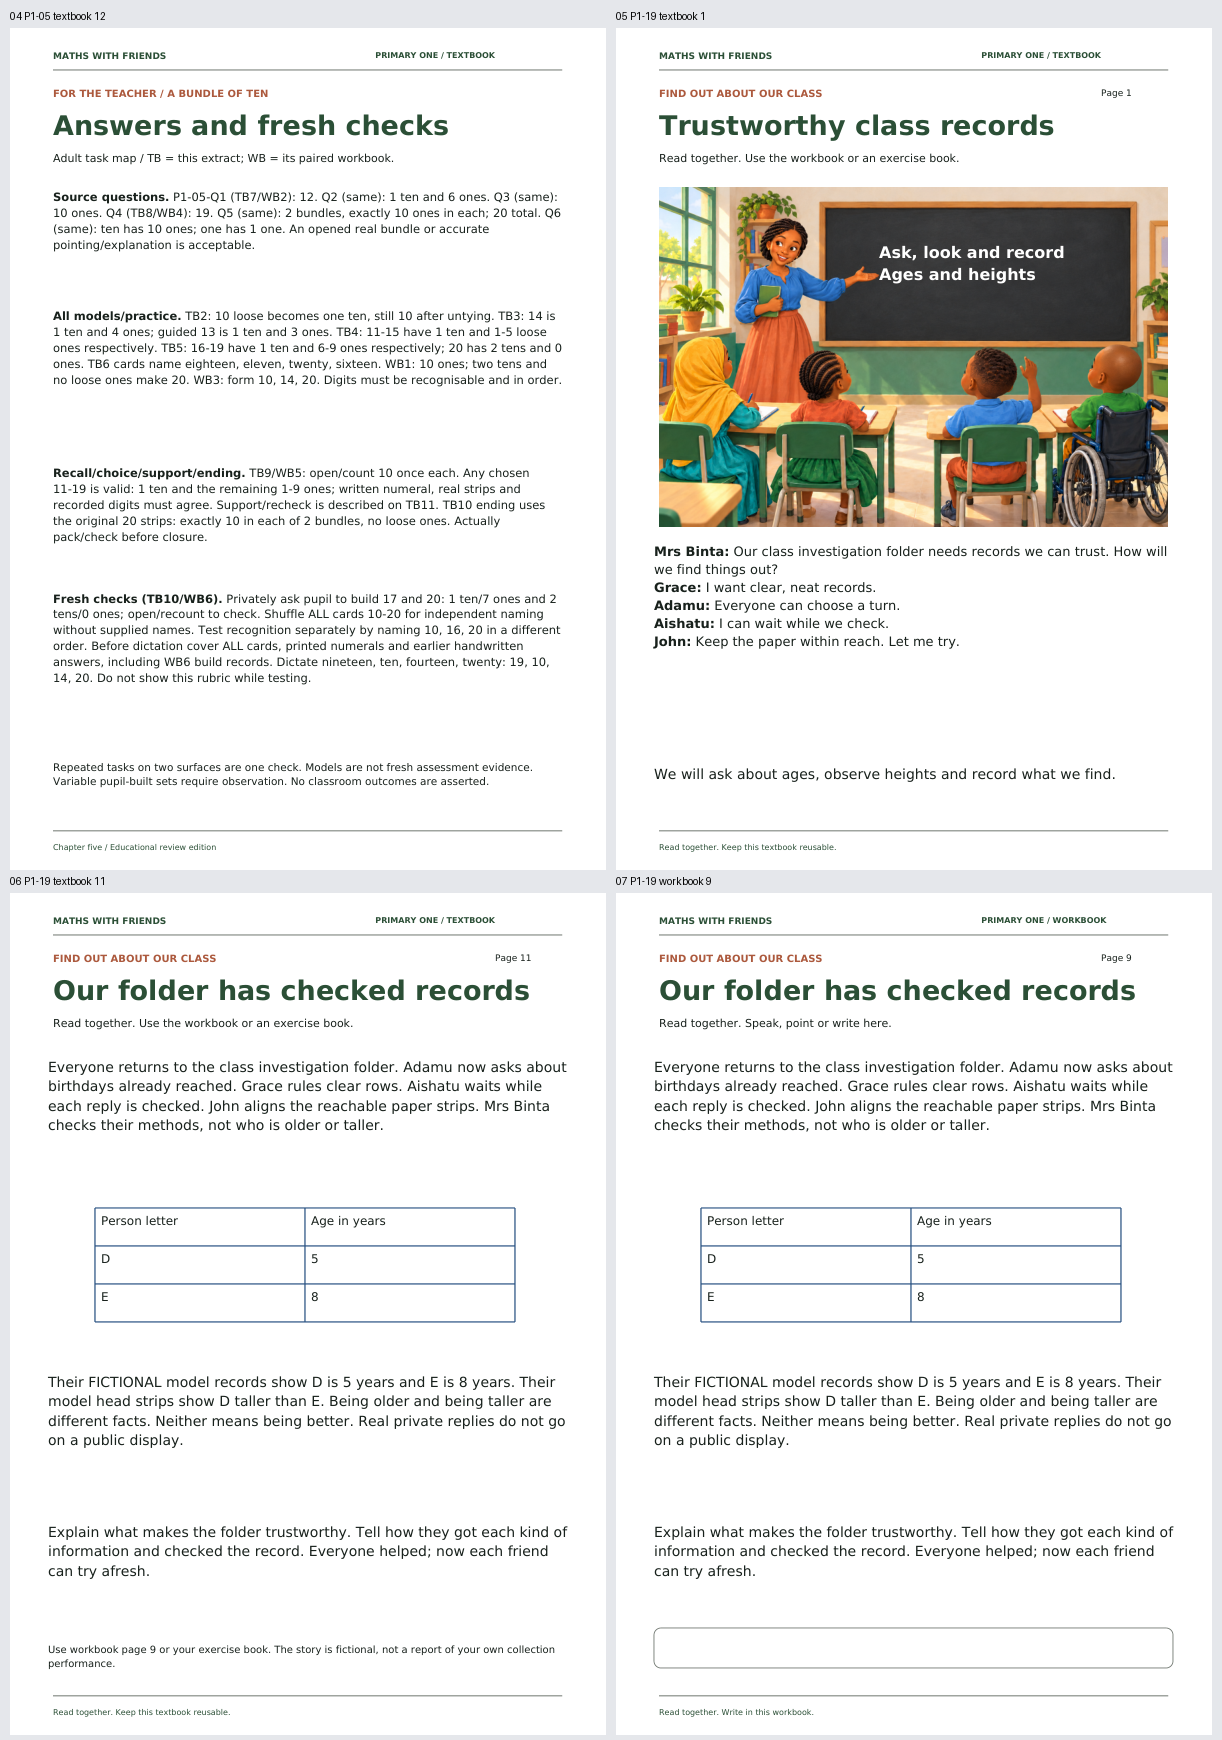 04 P1-05 textbook 12
MATHS WITH FRIENDS
PRIMARY ONE / TEXTBOOK
FOR THE TEACHER / A BUNDLE OF TEN
Answers and fresh checks
Adult task map / TB = this extract; WB = its paired workbook.
Source questions. P1-05-Q1 (TB7/WB2): 12. Q2 (same): 1 ten and 6 ones. Q3 (same):
10 ones. Q4 (TB8/WB4): 19. Q5 (same): 2 bundles, exactly 10 ones in each; 20 total. Q6
(same): ten has 10 ones; one has 1 one. An opened real bundle or accurate
pointing/explanation is acceptable.
All models/practice. TB2: 10 loose becomes one ten, still 10 after untying. TB3: 14 is
1 ten and 4 ones; guided 13 is 1 ten and 3 ones. TB4: 11-15 have 1 ten and 1-5 loose
ones respectively. TB5: 16-19 have 1 ten and 6-9 ones respectively; 20 has 2 tens and 0
ones. TB6 cards name eighteen, eleven, twenty, sixteen. WB1: 10 ones; two tens and
no loose ones make 20. WB3: form 10, 14, 20. Digits must be recognisable and in order.
Recall/choice/support/ending. TB9/WB5: open/count 10 once each. Any chosen
11-19 is valid: 1 ten and the remaining 1-9 ones; written numeral, real strips and
recorded digits must agree. Support/recheck is described on TB11. TB10 ending uses
the original 20 strips: exactly 10 in each of 2 bundles, no loose ones. Actually
pack/check before closure.
Fresh checks (TB10/WB6). Privately ask pupil to build 17 and 20: 1 ten/7 ones and 2
tens/0 ones; open/recount to check. Shuffle ALL cards 10-20 for independent naming
without supplied names. Test recognition separately by naming 10, 16, 20 in a different
order. Before dictation cover ALL cards, printed numerals and earlier handwritten
answers, including WB6 build records. Dictate nineteen, ten, fourteen, twenty: 19, 10,
14, 20. Do not show this rubric while testing.
Repeated tasks on two surfaces are one check. Models are not fresh assessment evidence.
Variable pupil-built sets require observation. No classroom outcomes are asserted.
Chapter five / Educational review edition
05 P1-19 textbook 1
MATHS WITH FRIENDS
PRIMARY ONE / TEXTBOOK
FIND OUT ABOUT OUR CLASS
Page 1
Trustworthy class records
Read together. Use the workbook or an exercise book.
Ask, look and record
Ages and heights
Mrs Binta: Our class investigation folder needs records we can trust. How will
we find things out?
Grace: I want clear, neat records.
Adamu: Everyone can choose a turn.
Aishatu: I can wait while we check.
John: Keep the paper within reach. Let me try.
We will ask about ages, observe heights and record what we find.
Read together. Keep this textbook reusable.
06 P1-19 textbook 11
MATHS WITH FRIENDS
PRIMARY ONE / TEXTBOOK
FIND OUT ABOUT OUR CLASS
Page 11
Our folder has checked records
Read together. Use the workbook or an exercise book.
Everyone returns to the class investigation folder. Adamu now asks about
birthdays already reached. Grace rules clear rows. Aishatu waits while
each reply is checked. John aligns the reachable paper strips. Mrs Binta
checks their methods, not who is older or taller.
Person letter
Age in years
D
5
E
8
Their FICTIONAL model records show D is 5 years and E is 8 years. Their
model head strips show D taller than E. Being older and being taller are
different facts. Neither means being better. Real private replies do not go
on a public display.
Explain what makes the folder trustworthy. Tell how they got each kind of
information and checked the record. Everyone helped; now each friend
can try afresh.
Use workbook page 9 or your exercise book. The story is fictional, not a report of your own collection
performance.
Read together. Keep this textbook reusable.
07 P1-19 workbook 9
MATHS WITH FRIENDS
PRIMARY ONE / WORKBOOK
FIND OUT ABOUT OUR CLASS
Page 9
Our folder has checked records
Read together. Speak, point or write here.
Everyone returns to the class investigation folder. Adamu now asks about
birthdays already reached. Grace rules clear rows. Aishatu waits while
each reply is checked. John aligns the reachable paper strips. Mrs Binta
checks their methods, not who is older or taller.
Person letter
Age in years
D
5
E
8
Their FICTIONAL model records show D is 5 years and E is 8 years. Their
model head strips show D taller than E. Being older and being taller are
different facts. Neither means being better. Real private replies do not go
on a public display.
Explain what makes the folder trustworthy. Tell how they got each kind of
information and checked the record. Everyone helped; now each friend
can try afresh.
Read together. Write in this workbook.